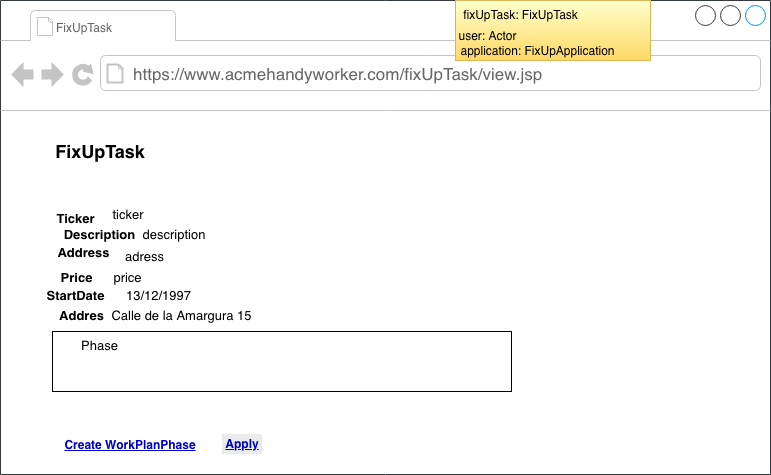 fixUpTask: FixUpTask
FixUpTask
user: Actor
application: FixUpApplication
https://www.acmehandyworker.com/fixUpTask/view.jsp
FixUpTask
Ticker ticker
Description description
Address adress
Price price
StartDate 13/12/1997
Addres Calle de la Amargura 15
Phase
Create WorkPlanPhase Apply